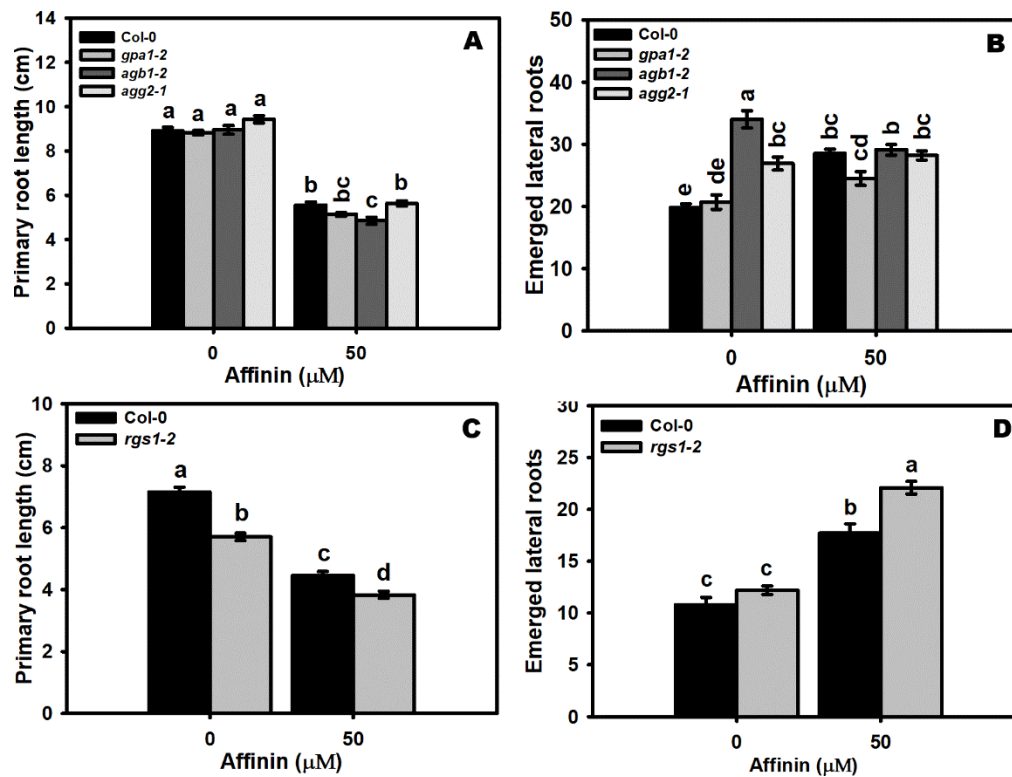 A
Primary root length (cm)
14
12
10
8
6
4
2
0
Col-0
gpa1-2
agb1-2
agg2-1
a a a a
b bc c b
0 50
Affinin (µM)
B
Emerged lateral roots
50
40
30
20
10
0
Col-0
gpa1-2
agb1-2
agg2-1
e de a bc
bc cd b bc
0 50
Affinin (µM)
C
Primary root length (cm)
10
8
6
4
2
0
Col-0
rgs1-2
a b c d
0 50
Affinin (µM)
D
Emerged lateral roots
30
25
20
15
10
5
0
Col-0
rgs1-2
c c b a
0 50
Affinin (µM)